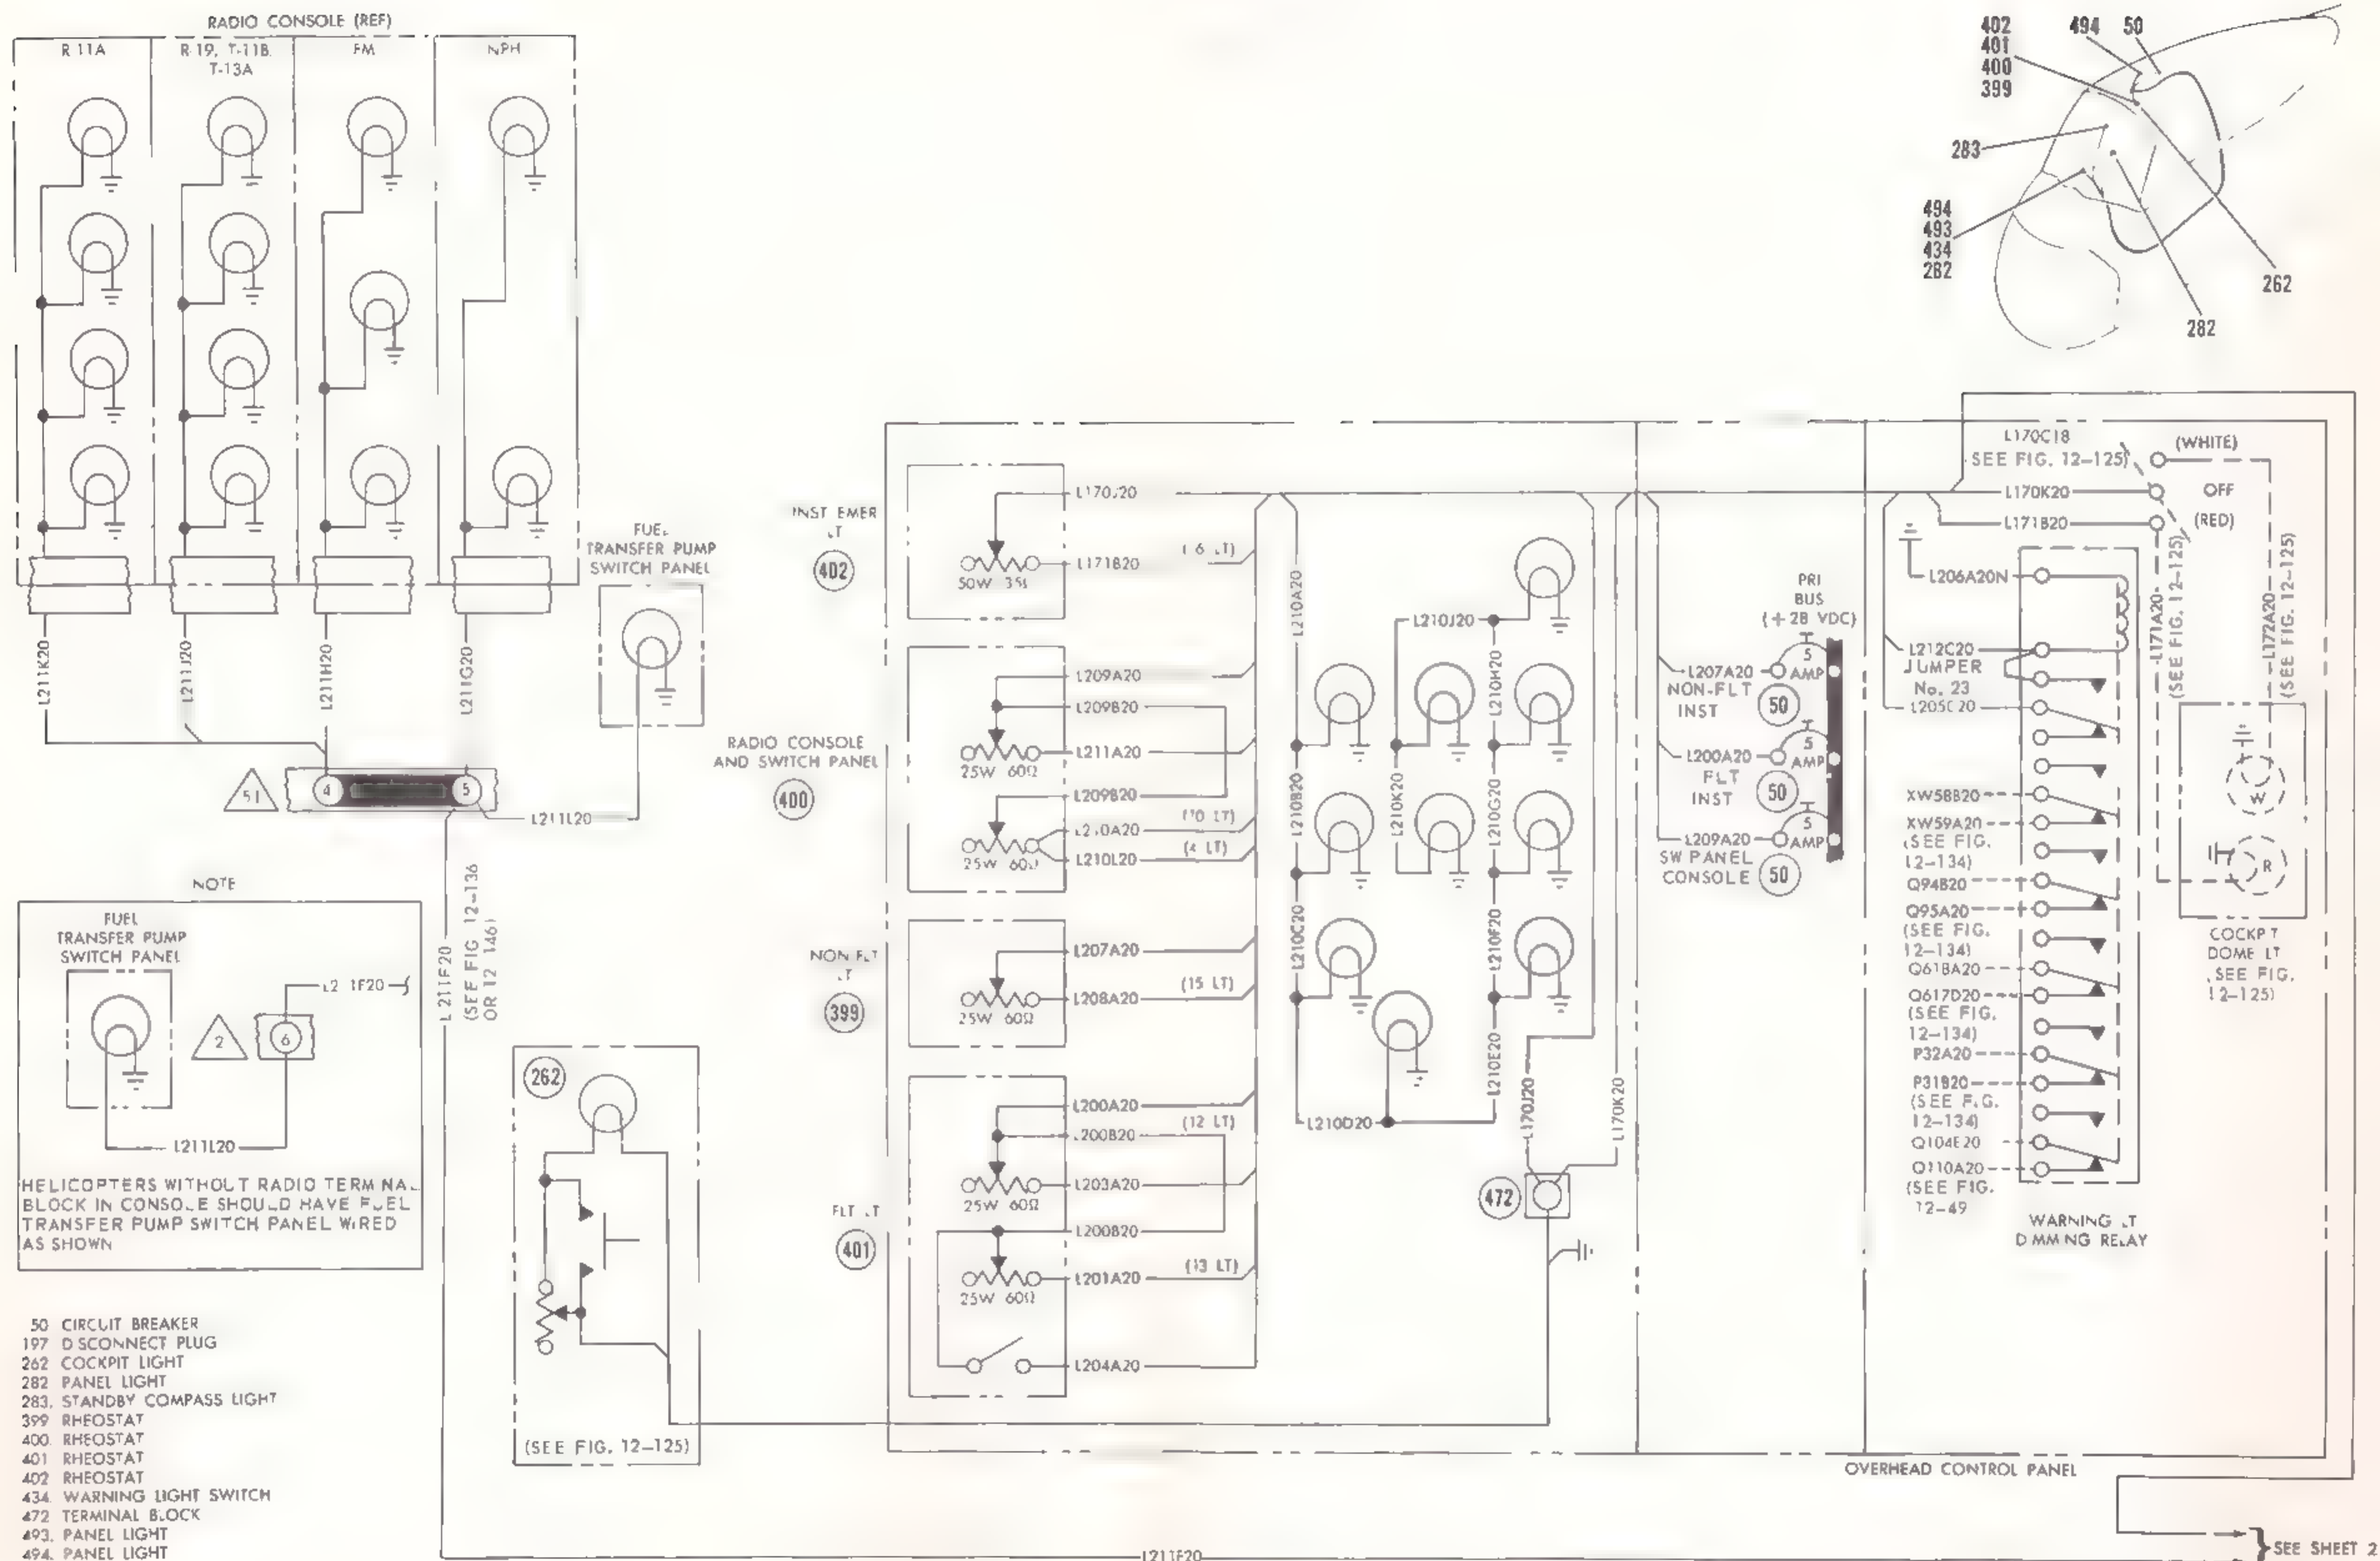 RADIO CONSOLE (REF)
R 11A
R 19, T-11B,
T-13A
FM
NPH
402
401
400
399
494
50
283
494
493
434
282
262
282
FUEL
TRANSFER PUMP
SWITCH PANEL
L211K20
L211J20
L211H20
L211G20
51
4
5
L211L20
L211F20
(SEE FIG 12-136
OR 12 146)
NOTE
FUEL
TRANSFER PUMP
SWITCH PANEL
2
6
L2 1F20
L211L20
HELICOPTERS WITHOUT RADIO TERM NAL
BLOCK IN CONSOLE SHOULD HAVE FUEL
TRANSFER PUMP SWITCH PANEL WIRED
AS SHOWN
50 CIRCUIT BREAKER
197 D SCONNECT PLUG
262 COCKPIT LIGHT
282 PANEL LIGHT
283. STANDBY COMPASS LIGHT
399 RHEOSTAT
400. RHEOSTAT
401 RHEOSTAT
402 RHEOSTAT
434. WARNING LIGHT SWITCH
472 TERMINAL BLOCK
493. PANEL LIGHT
494. PANEL LIGHT
262
(SEE FIG. 12-125)
INST EMER
LT
402
50W 35Ω
L170J20
L171B20
(6 LT)
RADIO CONSOLE
AND SWITCH PANEL
400
L209A20
L209B20
L211A20
25W 60Ω
L209B20
L210A20
(10 LT)
L210L20
(4 LT)
25W 60Ω
NON FLT
LT
399
L207A20
L208A20
(15 LT)
25W 60Ω
FLT LT
401
L200A20
(12 LT)
L200B20
L203A20
25W 60Ω
L200B20
L201A20
(13 LT)
25W 60Ω
L204A20
L210A20
L210B20
L210C20
L210D20
L210J20
L210K20
L210H20
L210G20
L210F20
L210E20
L170J20
L170K20
472
PRI
BUS
(+28 VDC)
L207A20
5
AMP
NON-FLT
INST
50
L200A20
5
AMP
FLT
INST
50
L209A20
5
AMP
SW PANEL
CONSOLE
50
L170C18
(SEE FIG. 12-125)
(WHITE)
L170K20
OFF
L171B20
(RED)
L206A20N
L212C20
JUMPER
No. 23
L205C20
XW58B20
XW59A20
(SEE FIG.
12-134)
Q94B20
Q95A20
(SEE FIG.
12-134)
Q618A20
Q617D20
(SEE FIG.
12-134)
P32A20
P31B20
(SEE F.G.
12-134)
Q104E20
Q110A20
(SEE FIG.
12-49
WARNING LT
D MM NG RELAY
L171A20
(SEE FIG. 12-125)
L172A20
(SEE FIG. 12-125)
W
R
COCKP T
DOME LT
SEE FIG.
12-125)
OVERHEAD CONTROL PANEL
L211F20
SEE SHEET 2